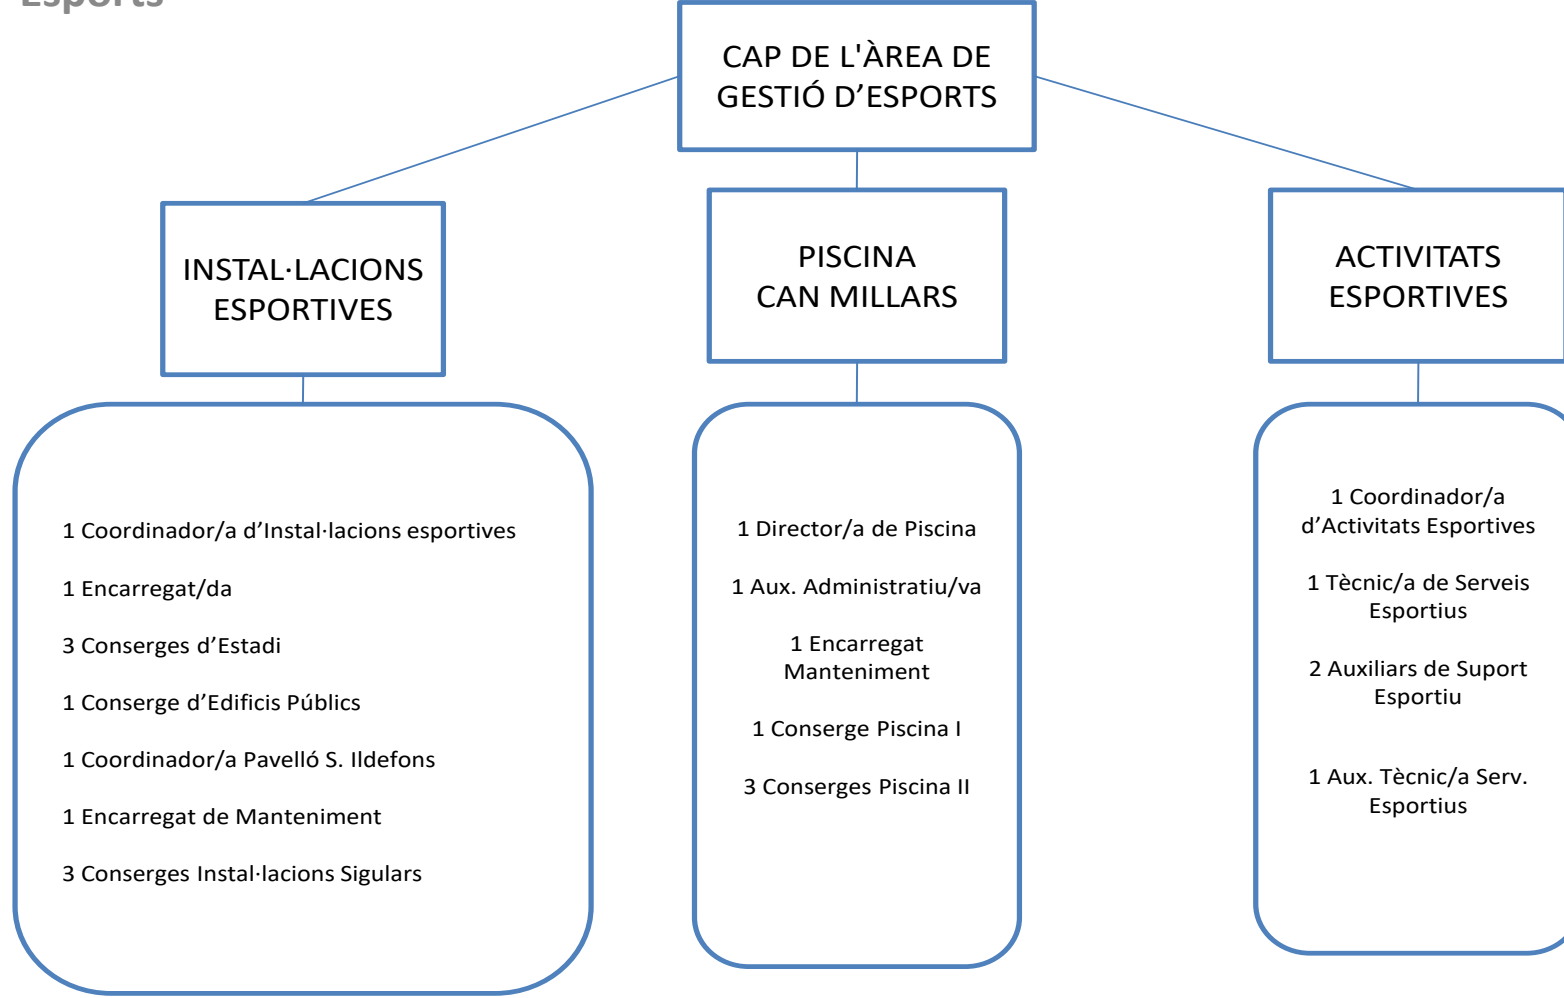 Esports
CAP DE L'ÀREA DE
GESTIÓ D’ESPORTS
INSTAL·LACIONS
ESPORTIVES
PISCINA
CAN MILLARS
ACTIVITATS
ESPORTIVES
1 Coordinador/a d’Instal·lacions esportives
1 Encarregat/da
3 Conserges d’Estadi
1 Conserge d’Edificis Públics
1 Coordinador/a Pavelló S. Ildefons
1 Encarregat de Manteniment
3 Conserges Instal·lacions Sigulars
1 Director/a de Piscina
1 Aux. Administratiu/va
1 Encarregat
Manteniment
1 Conserge Piscina I
3 Conserges Piscina II
1 Coordinador/a
d’Activitats Esportives
1 Tècnic/a de Serveis
Esportius
2 Auxiliars de Suport
Esportiu
1 Aux. Tècnic/a Serv.
Esportius